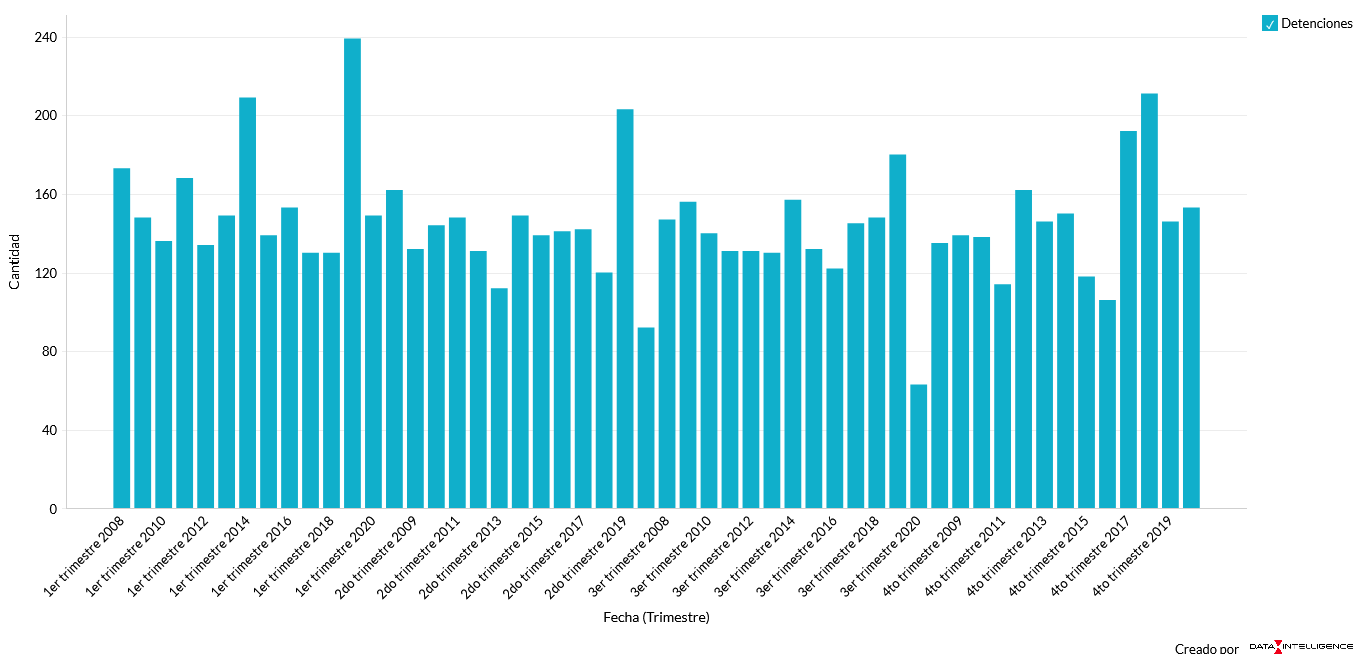 Detenciones
240
200
160
120
80
40
0
Cantidad
1er trimestre 2008
1er trimestre 2010
1er trimestre 2012
1er trimestre 2014
1er trimestre 2016
1er trimestre 2018
1er trimestre 2020
2do trimestre 2009
2do trimestre 2011
2do trimestre 2013
2do trimestre 2015
2do trimestre 2017
2do trimestre 2019
3er trimestre 2008
3er trimestre 2010
3er trimestre 2012
3er trimestre 2014
3er trimestre 2016
3er trimestre 2018
3er trimestre 2020
4to trimestre 2009
4to trimestre 2011
4to trimestre 2013
4to trimestre 2015
4to trimestre 2017
4to trimestre 2019
Fecha (Trimestre)
Creado por DATA INTELLIGENCE